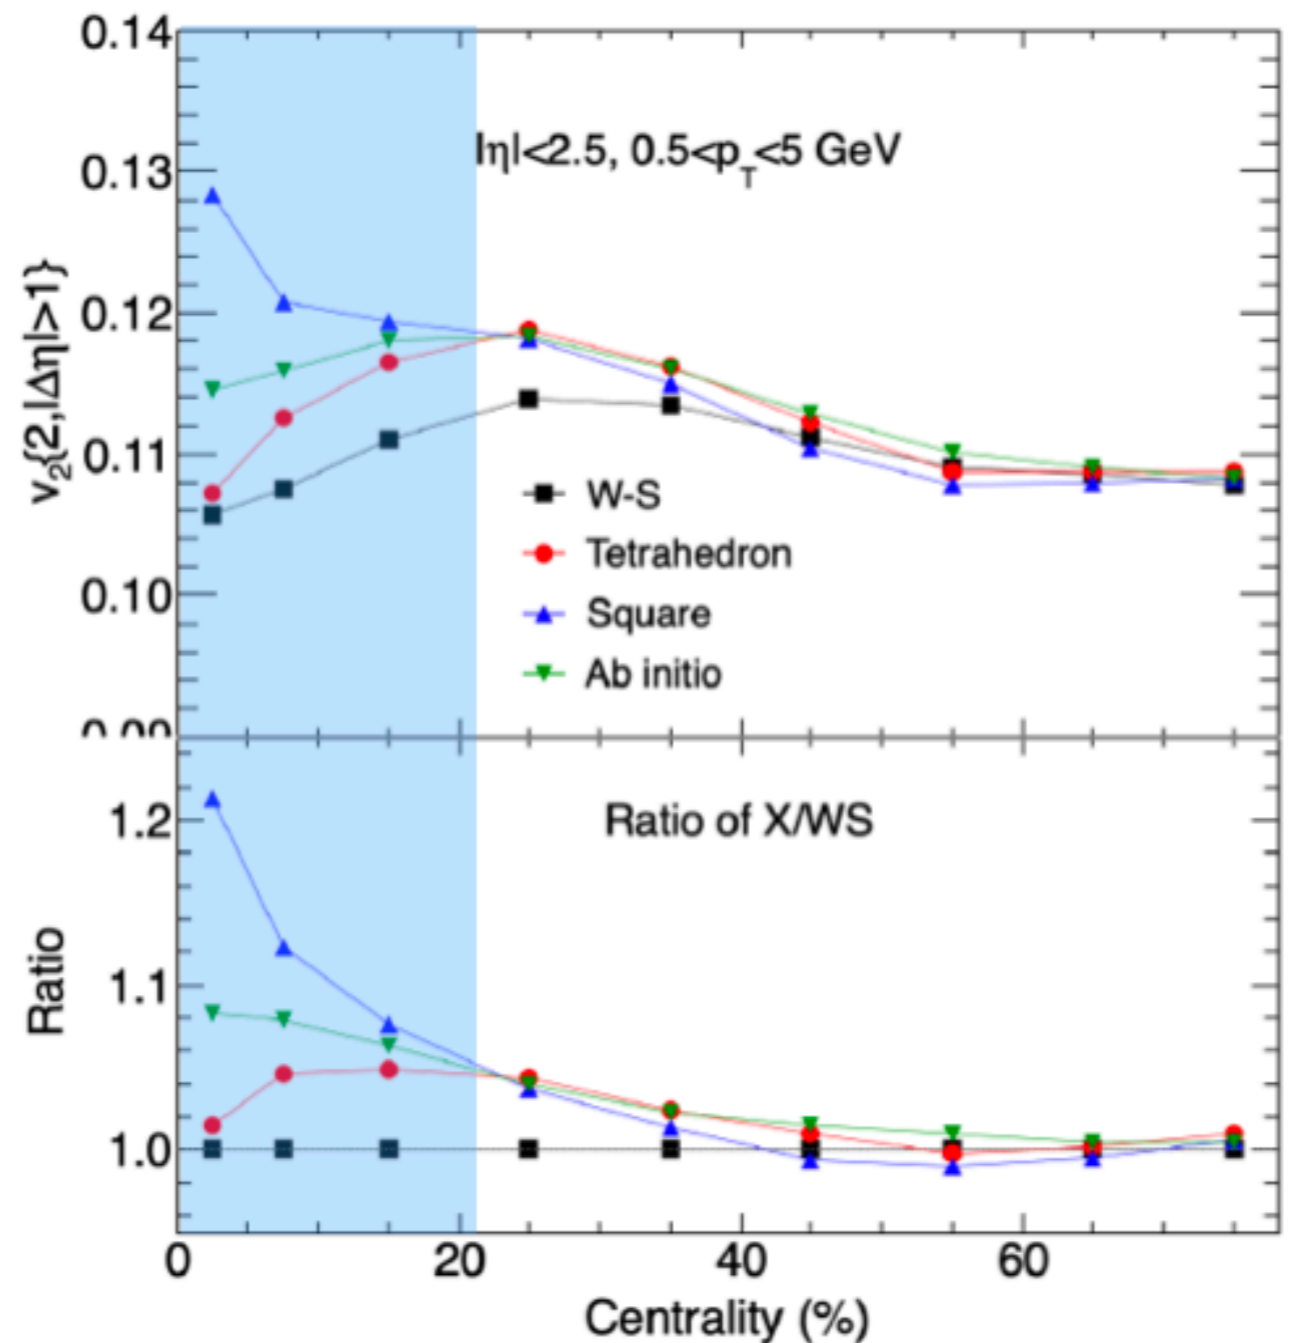 0.14
|η|<2.5, 0.5<p_T<5 GeV
0.13
v₂{2,|Δη|>1}
0.12
0.11
W-S
Tetrahedron
0.10
Square
Ab initio
1.2
Ratio of X/WS
Ratio
1.1
1.0
0 20 40 60
Centrality (%)